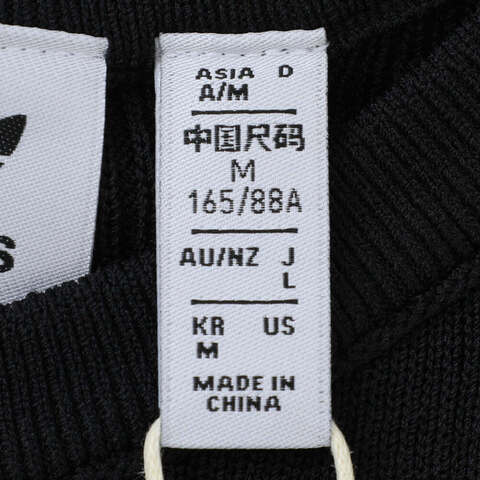 ASIA D
A/M
中国尺码
M
165/88A
AU/NZ J
L
KR US
M
MADE IN
CHINA
S